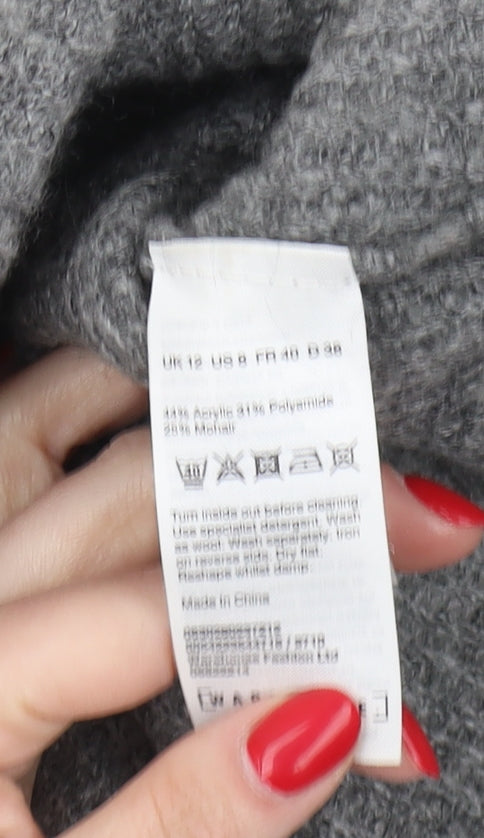 UK 12 US 8 FR 40 D 38
44% Acrylic 31% Polyamide
25% Mohair
40
Turn inside out before cleaning.
Use specialist detergent. Wash
as wool. Wash separately. Iron
on reverse side. Dry flat.
Reshape whilst damp.
Made in China
Warehouse Fashion Ltd